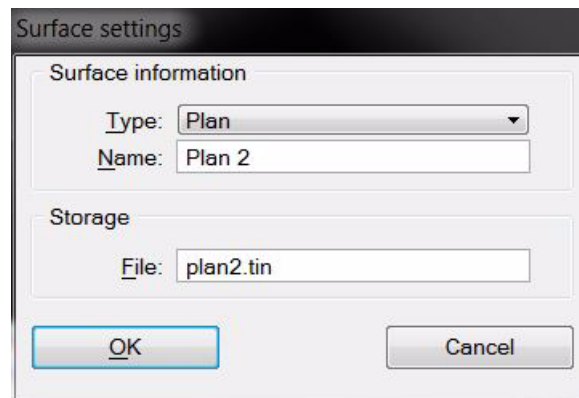 Surface settings
Surface information
Type: Plan
Name: Plan 2
Storage
File: plan2.tin
OK Cancel